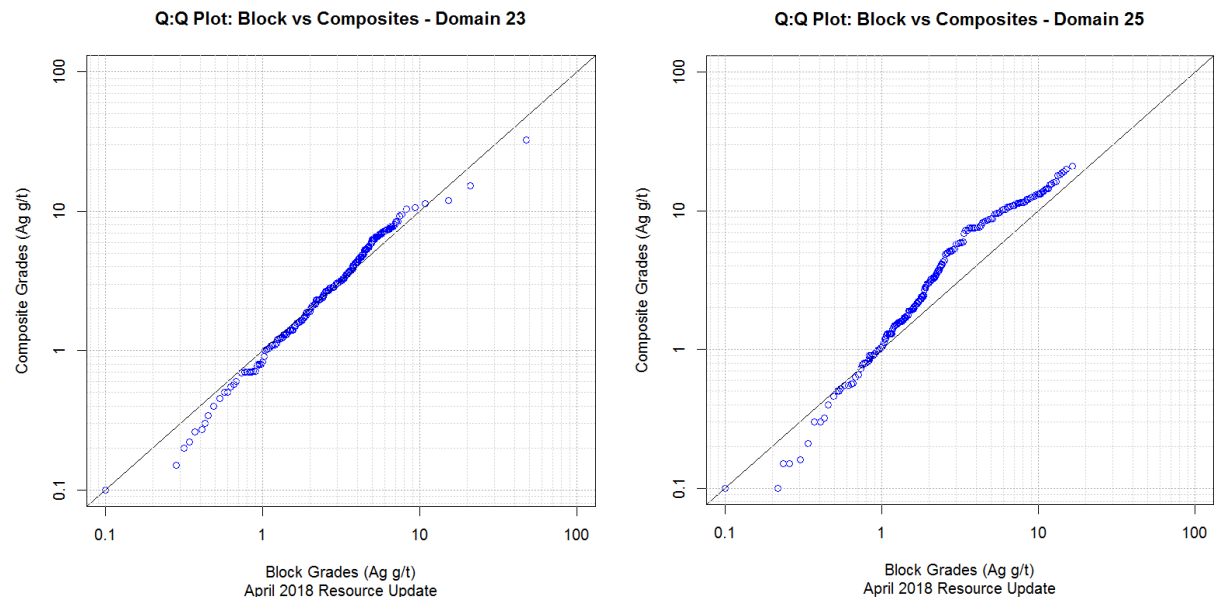 Q:Q Plot: Block vs Composites - Domain 23
100
10
1
0.1
Composite Grades (Ag g/t)
0.1 1 10 100
Block Grades (Ag g/t)
April 2018 Resource Update
Q:Q Plot: Block vs Composites - Domain 25
100
10
1
0.1
Composite Grades (Ag g/t)
0.1 1 10 100
Block Grades (Ag g/t)
April 2018 Resource Update